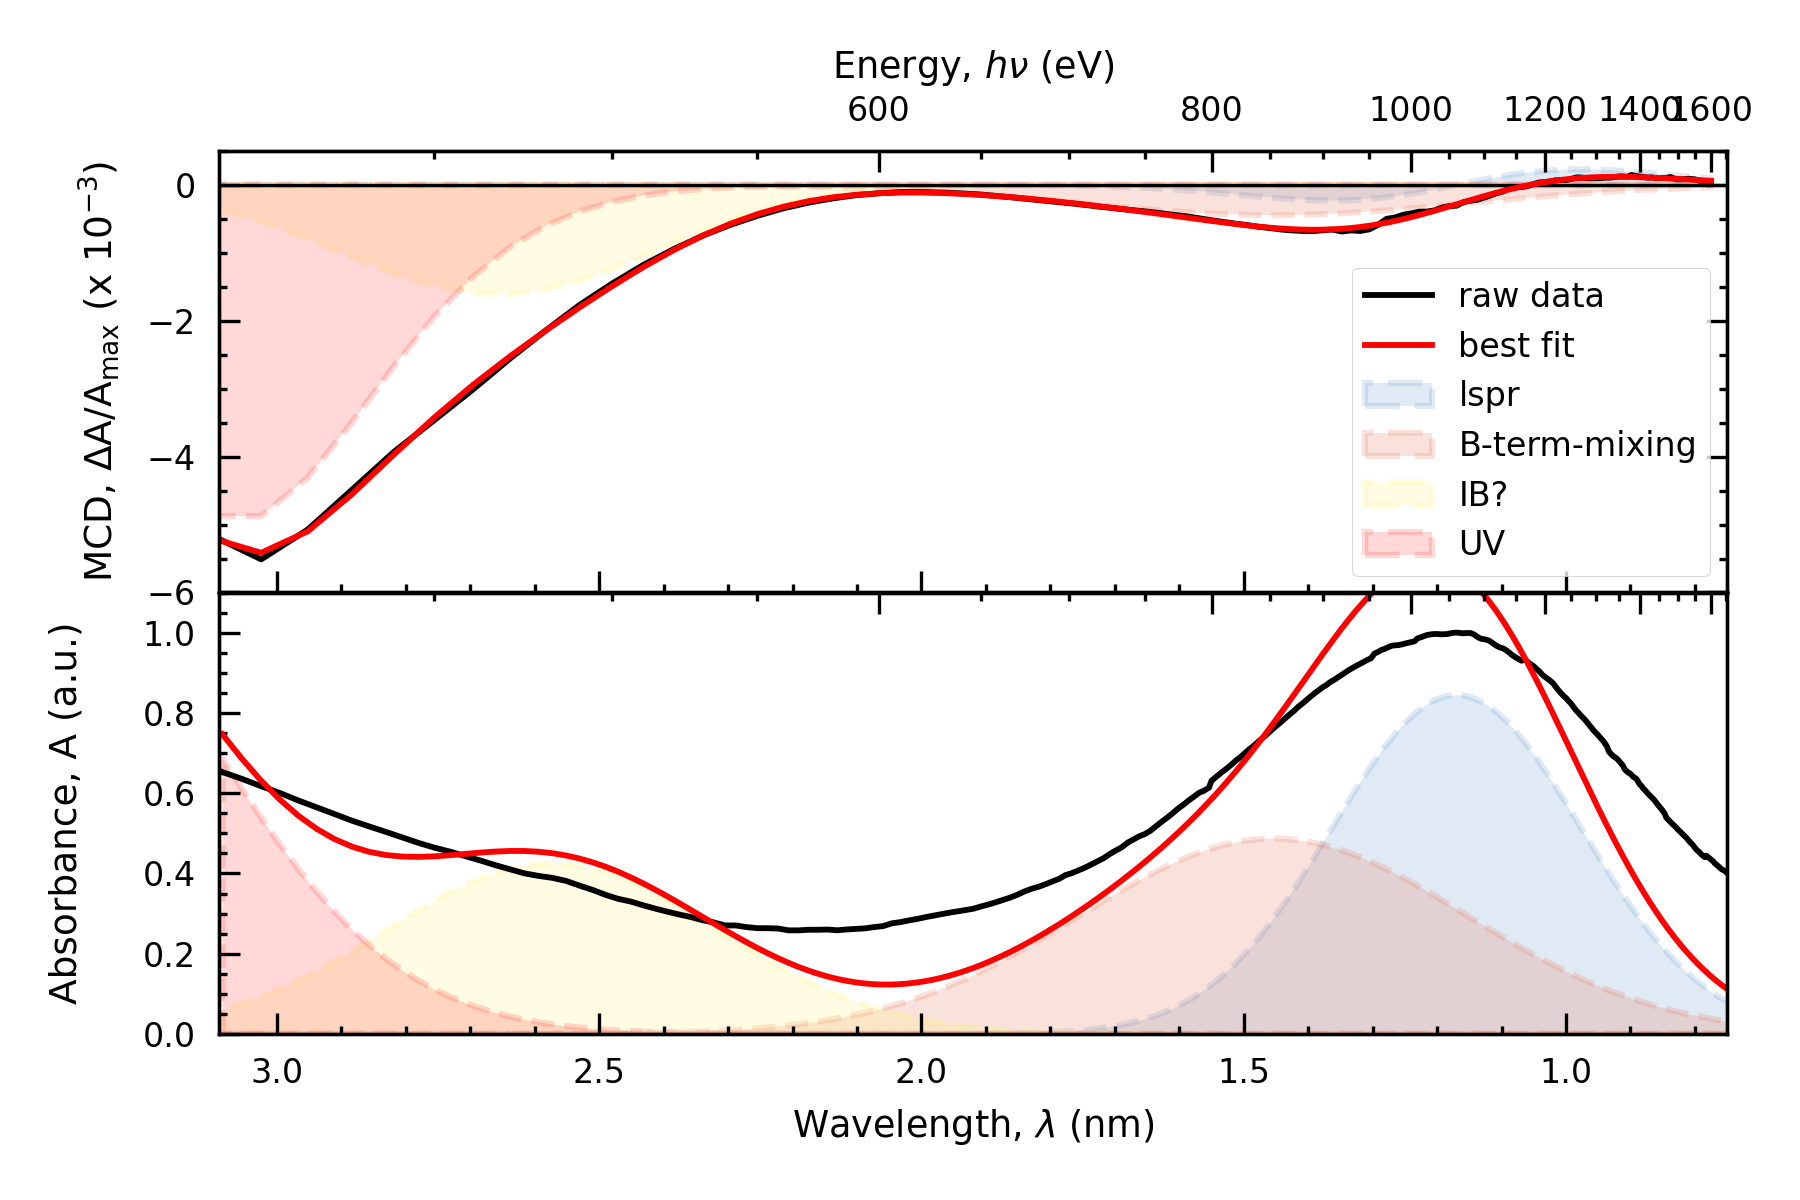 Energy, hν (eV)
600 800 1000 1200 1400 1600
MCD, ΔA/Amax (x 10−3)
0
−2
−4
−6
raw data
best fit
lspr
B-term-mixing
IB?
UV
Absorbance, A (a.u.)
1.0
0.8
0.6
0.4
0.2
0.0
3.0 2.5 2.0 1.5 1.0
Wavelength, λ (nm)